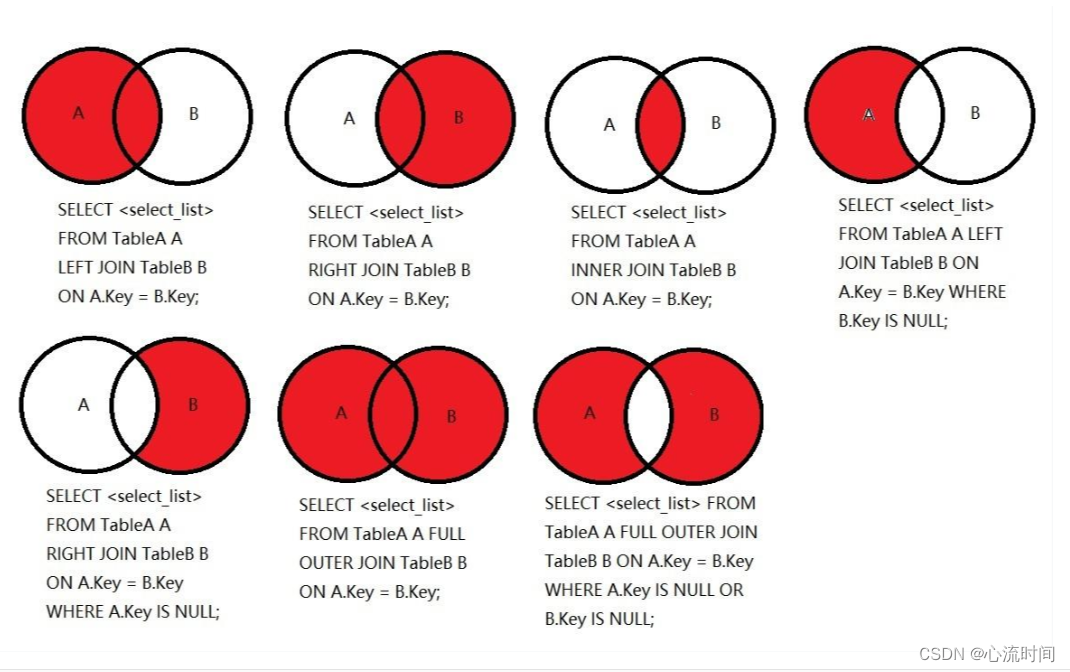 A B
SELECT <select_list>
FROM TableA A
LEFT JOIN TableB B
ON A.Key = B.Key;
A B
SELECT <select_list>
FROM TableA A
RIGHT JOIN TableB B
ON A.Key = B.Key;
A B
SELECT <select_list>
FROM TableA A
INNER JOIN TableB B
ON A.Key = B.Key;
A B
SELECT <select_list>
FROM TableA A LEFT
JOIN TableB B ON
A.Key = B.Key WHERE
B.Key IS NULL;
A B
SELECT <select_list>
FROM TableA A
RIGHT JOIN TableB B
ON A.Key = B.Key
WHERE A.Key IS NULL;
A B
SELECT <select_list>
FROM TableA A FULL
OUTER JOIN TableB B
ON A.Key = B.Key;
A B
SELECT <select_list> FROM
TableA A FULL OUTER JOIN
TableB B ON A.Key = B.Key
WHERE A.Key IS NULL OR
B.Key IS NULL;
CSDN @心流时间